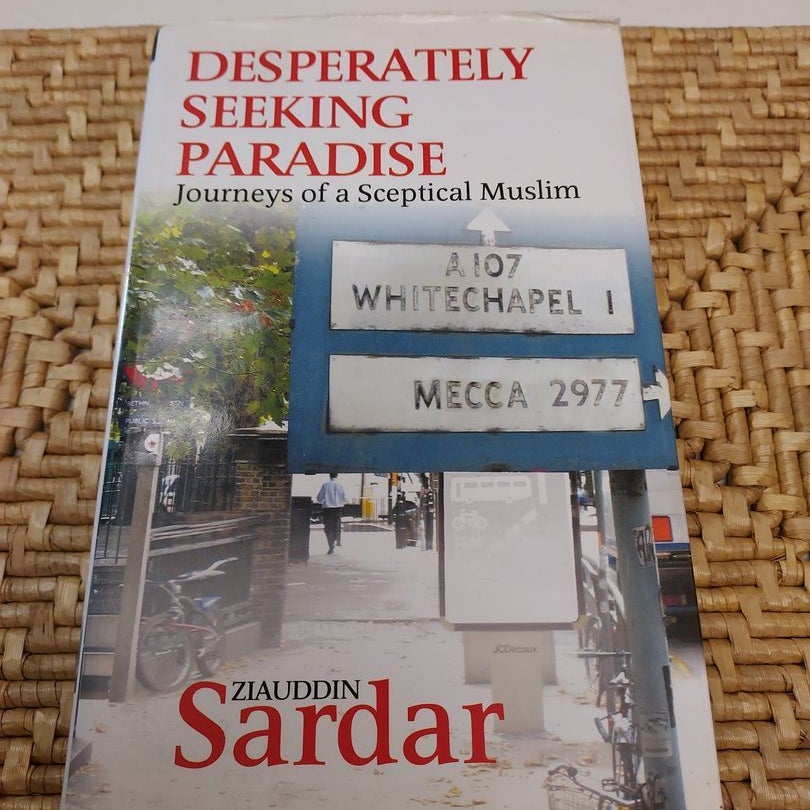 DESPERATELY
SEEKING
PARADISE
Journeys of a Sceptical Muslim
A107
WHITECHAPEL 1
MECCA 2977
JCDecaux
ZIAUDDIN
Sardar